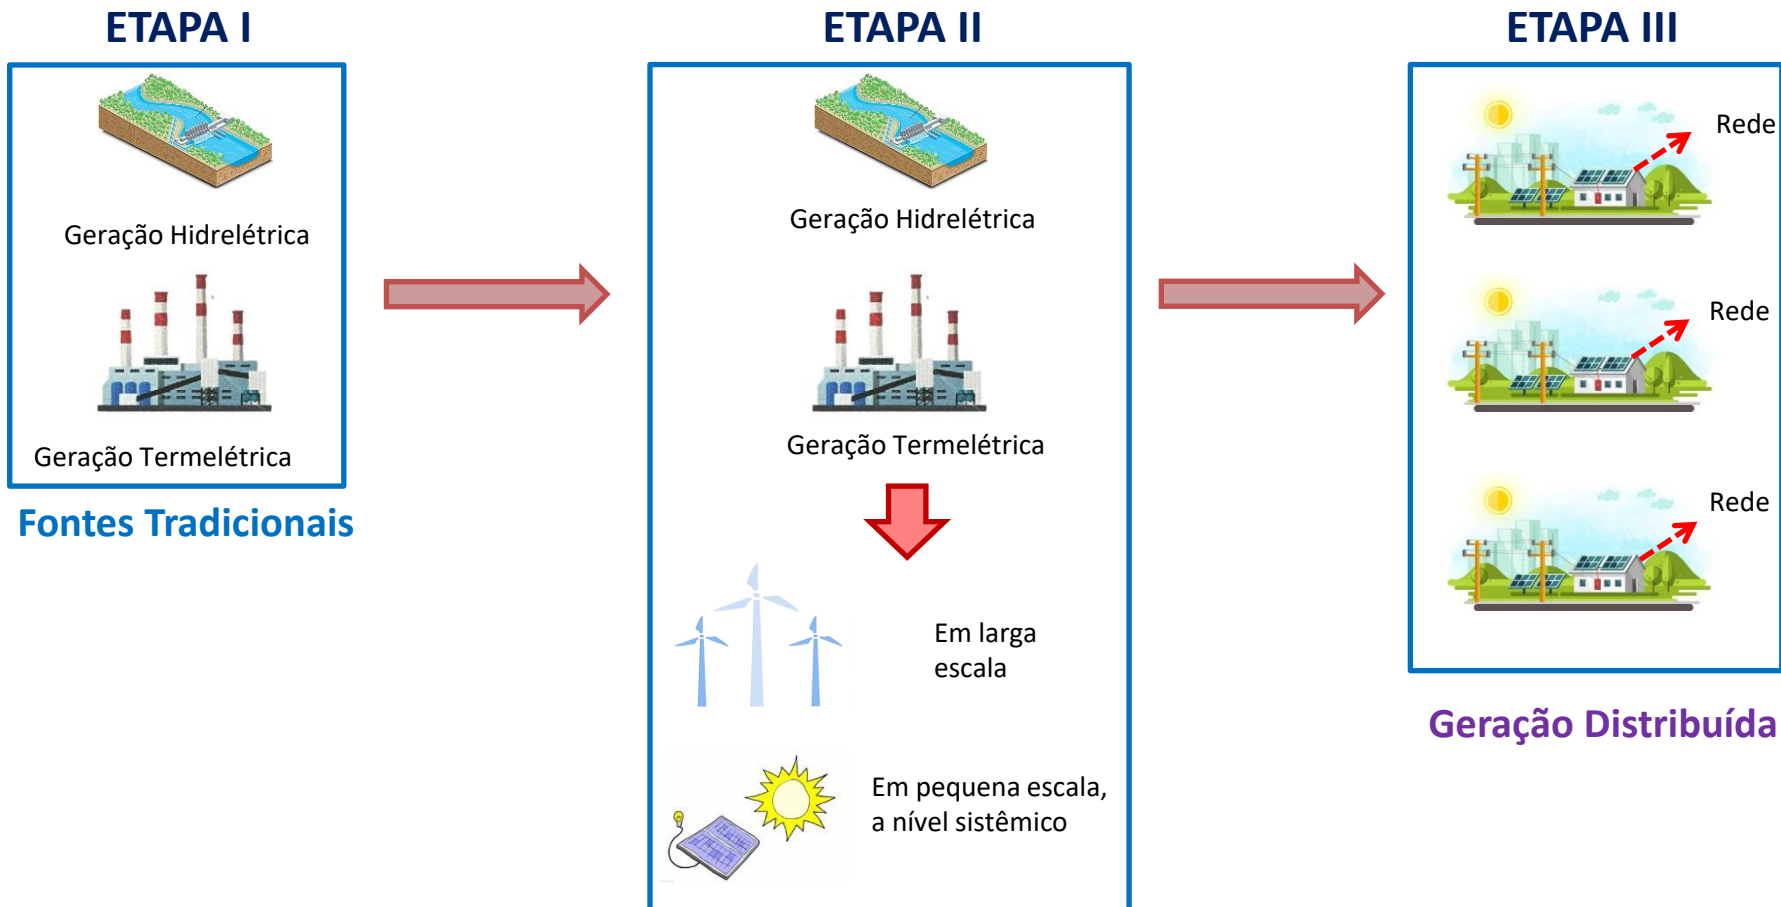 ETAPA I
Geração Hidrelétrica
Geração Termelétrica
Fontes Tradicionais
ETAPA II
Geração Hidrelétrica
Geração Termelétrica
Em larga
escala
Em pequena escala,
a nível sistêmico
ETAPA III
Rede
Rede
Rede
Geração Distribuída